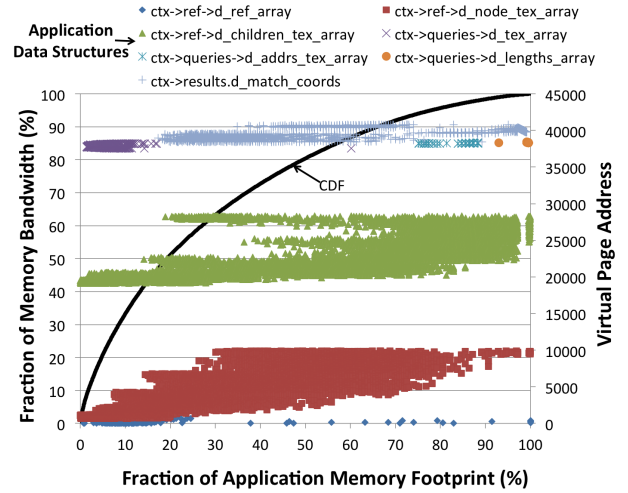 ctx->ref->d_ref_array
ctx->ref->d_node_tex_array
Application
Data Structures
ctx->ref->d_children_tex_array
ctx->queries->d_tex_array
ctx->queries->d_addrs_tex_array
ctx->queries->d_lengths_array
ctx->results.d_match_coords
Fraction of Memory Bandwidth (%)
100
90
80
70
60
50
40
30
20
10
0
CDF
45000
40000
35000
30000
25000
20000
15000
10000
5000
0
Virtual Page Address
0 10 20 30 40 50 60 70 80 90 100
Fraction of Application Memory Footprint (%)